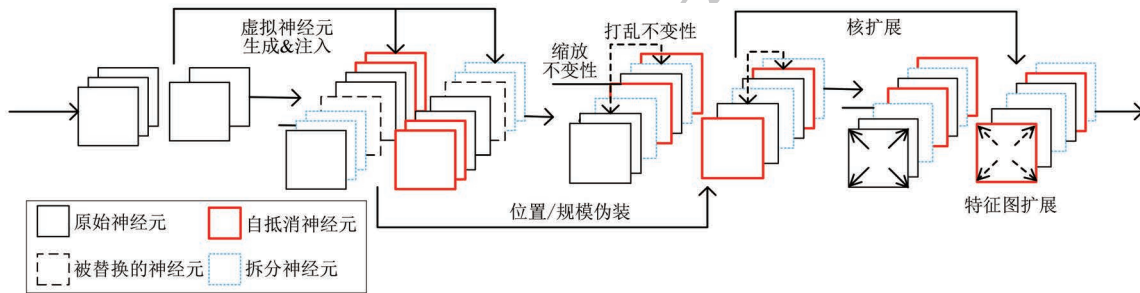 虚拟神经元
生成&注入
打乱不变性
缩放
不变性
核扩展
位置/规模伪装
特征图扩展
原始神经元
自抵消神经元
被替换的神经元
拆分神经元